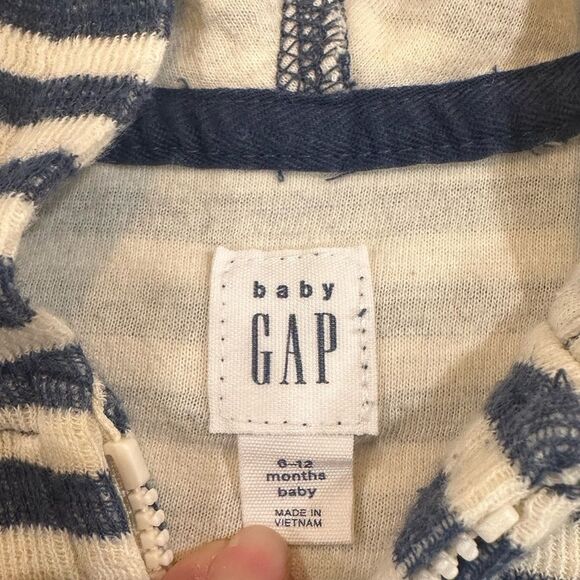 baby
GAP
6-12
months
baby
MADE IN
VIETNAM